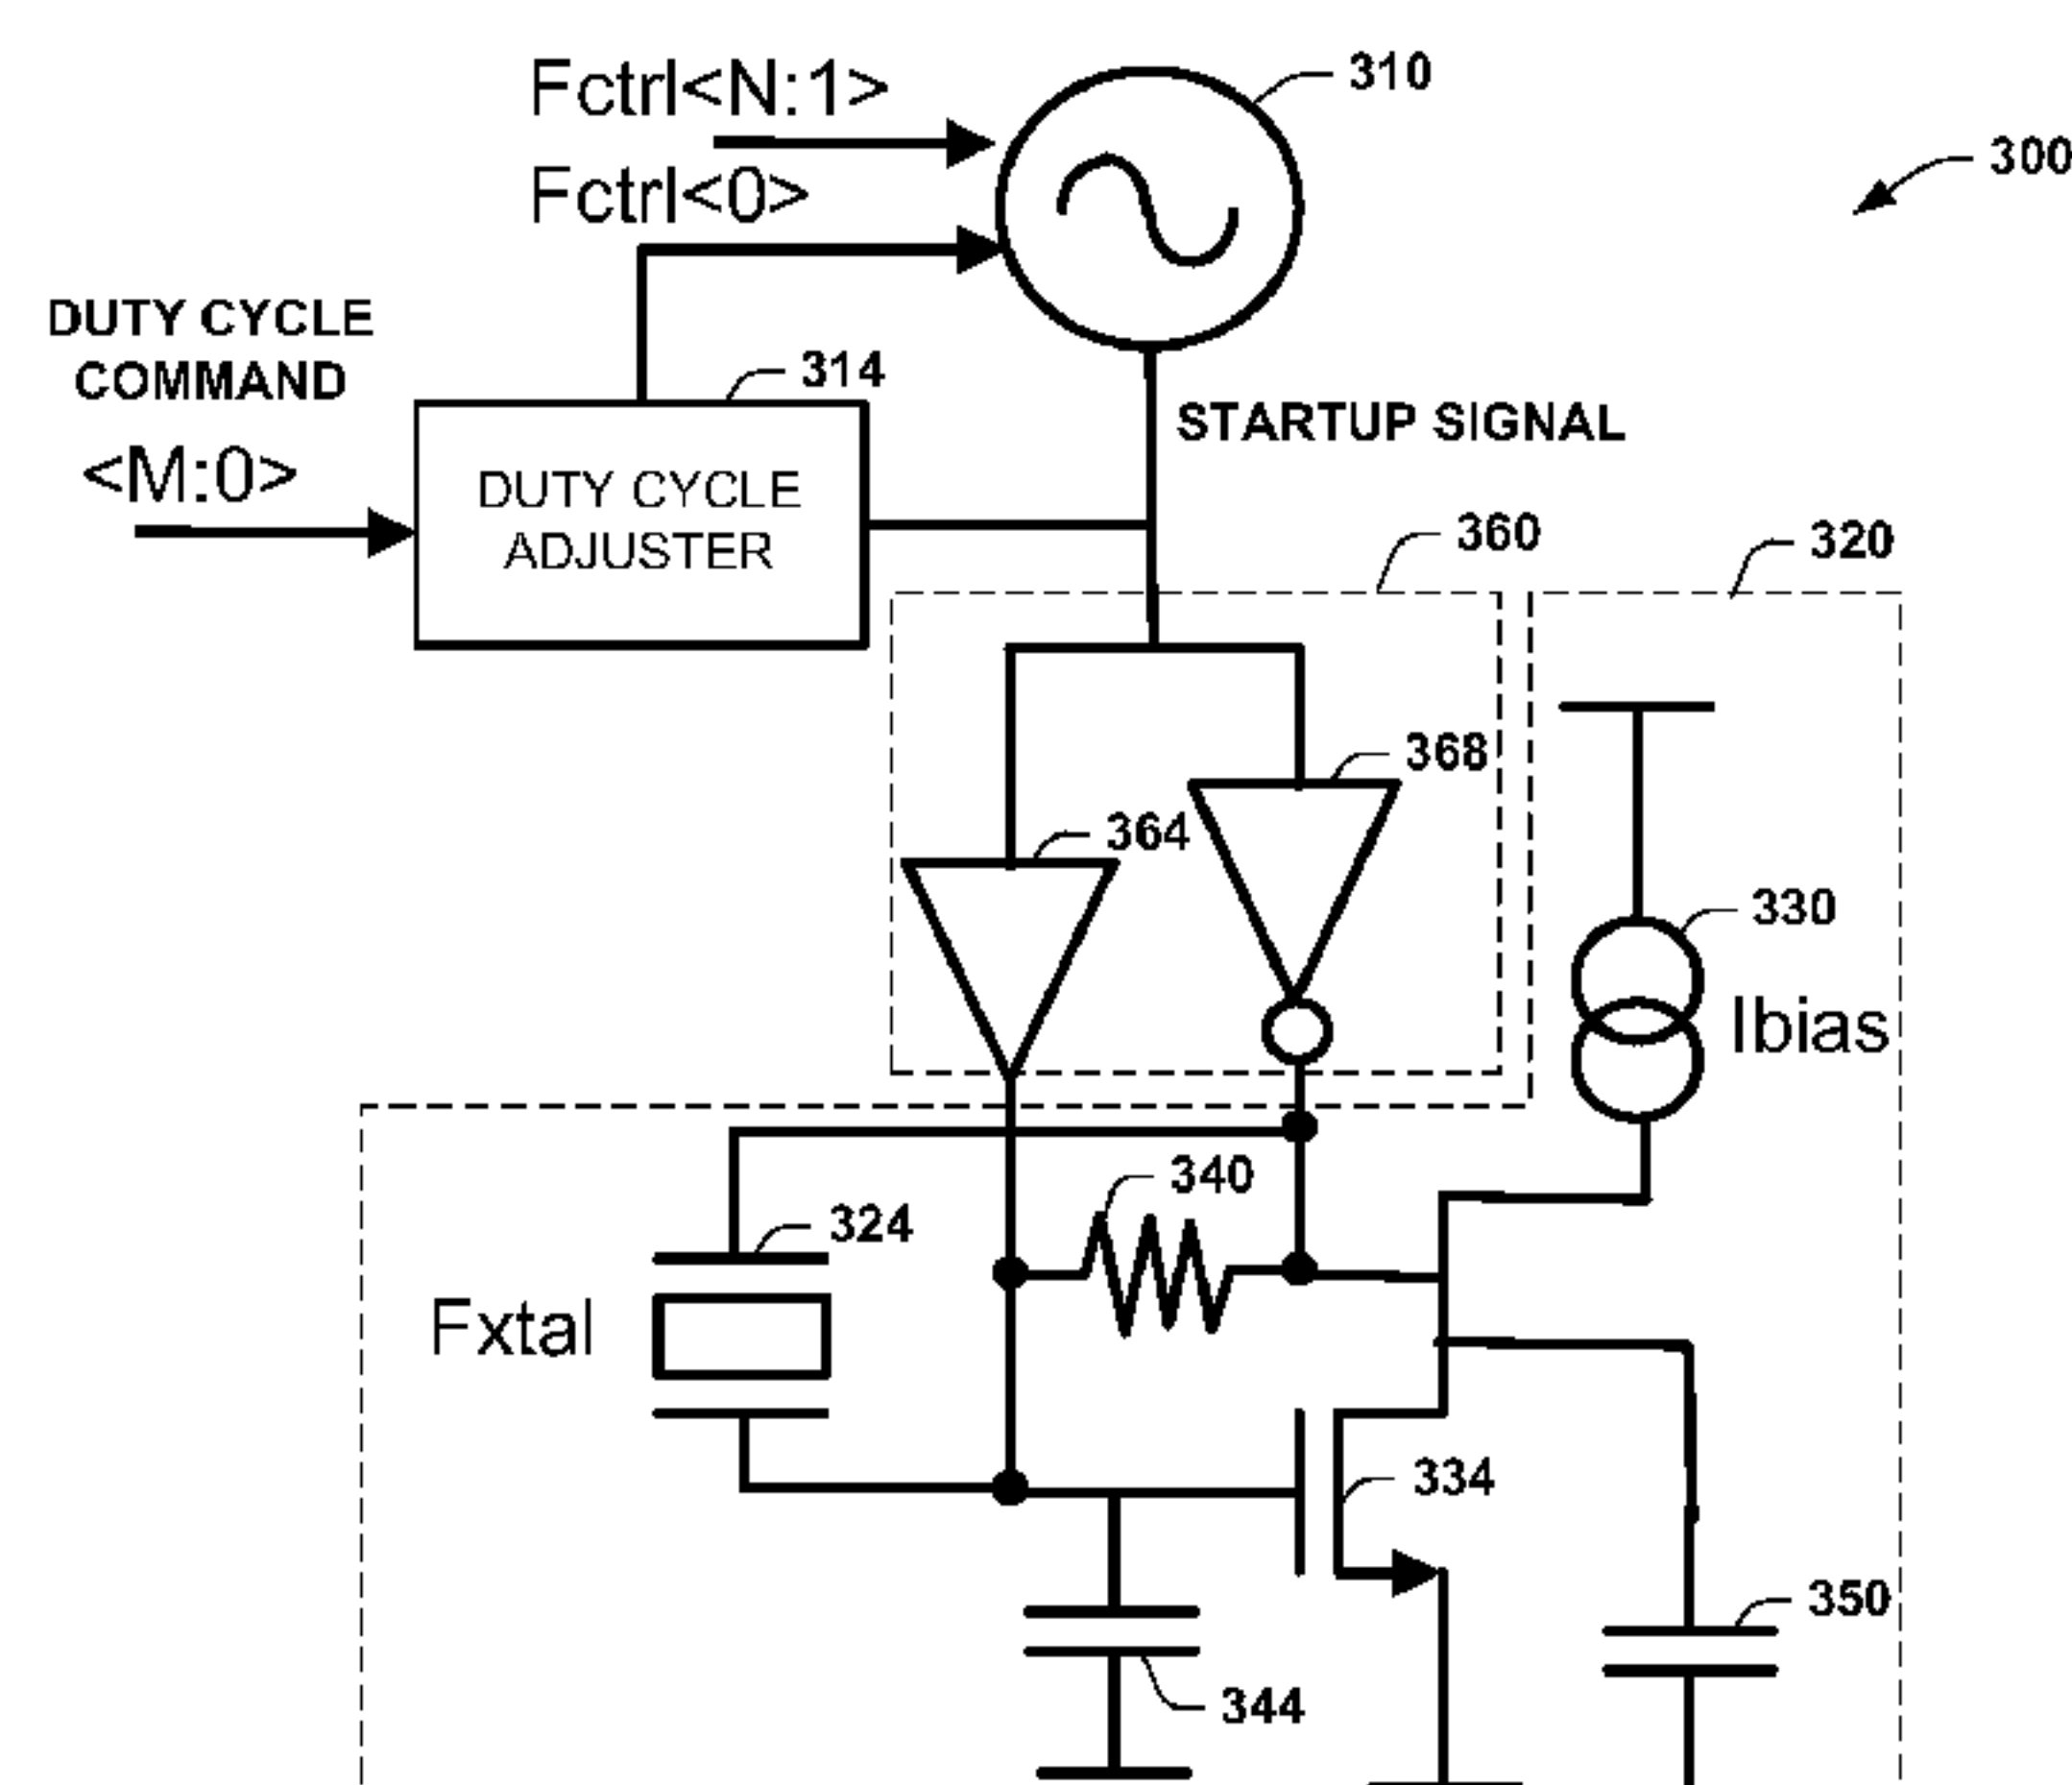 Fctrl<N:1>
310
300
Fctrl<0>
DUTY CYCLE
COMMAND
<M:0>
314
STARTUP SIGNAL
DUTY CYCLE
ADJUSTER
360
320
368
364
330
Ibias
340
324
Fxtal
334
350
344